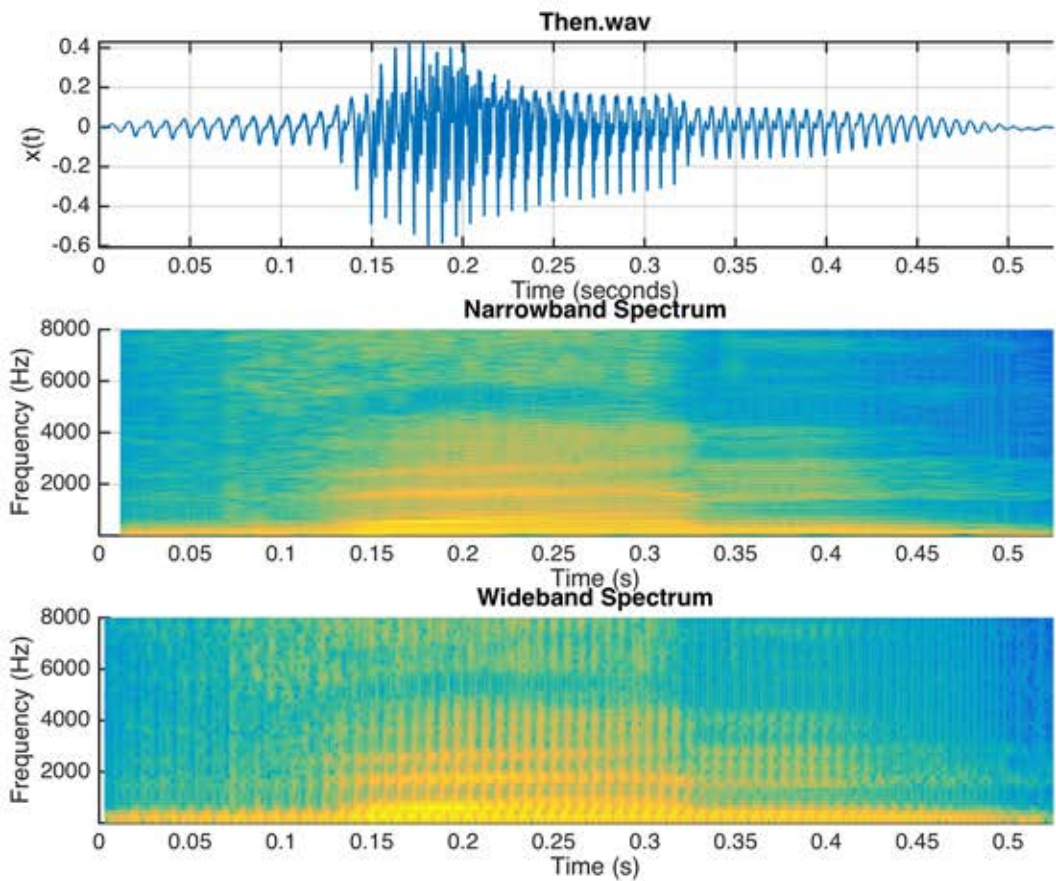 Then.wav
0.4
0.2
0
-0.2
-0.4
-0.6
x(t)
0 0.05 0.1 0.15 0.2 0.25 0.3 0.35 0.4 0.45 0.5
Time (seconds)
Narrowband Spectrum
8000
6000
4000
2000
Frequency (Hz)
0 0.05 0.1 0.15 0.2 0.25 0.3 0.35 0.4 0.45 0.5
Time (s)
Wideband Spectrum
8000
6000
4000
2000
Frequency (Hz)
0 0.05 0.1 0.15 0.2 0.25 0.3 0.35 0.4 0.45 0.5
Time (s)